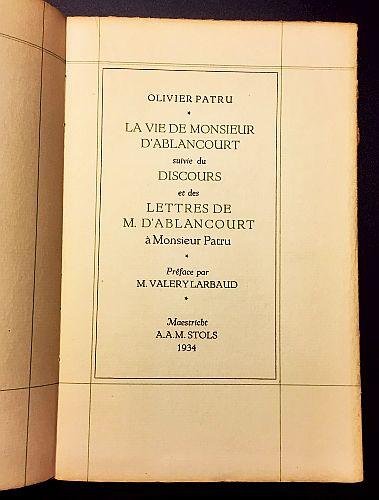 OLIVIER PATRU
*
LA VIE DE MONSIEUR
D'ABLANCOURT
suivie du
DISCOURS
et des
LETTRES DE
M. D'ABLANCOURT
à Monsieur Patru
*
Préface par
M. VALERY LARBAUD
*
Maestricht
A.A.M. STOLS
1934